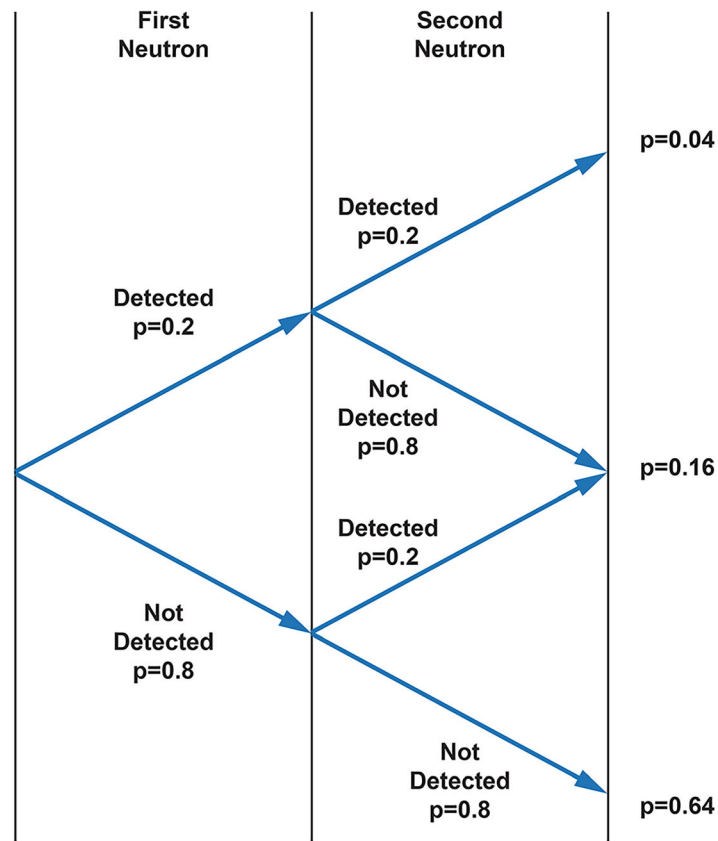 First
Neutron
Second
Neutron
p=0.04
Detected
p=0.2
Detected
p=0.2
Not
Detected
p=0.8
p=0.16
Detected
p=0.2
Not
Detected
p=0.8
Not
Detected
p=0.8
p=0.64